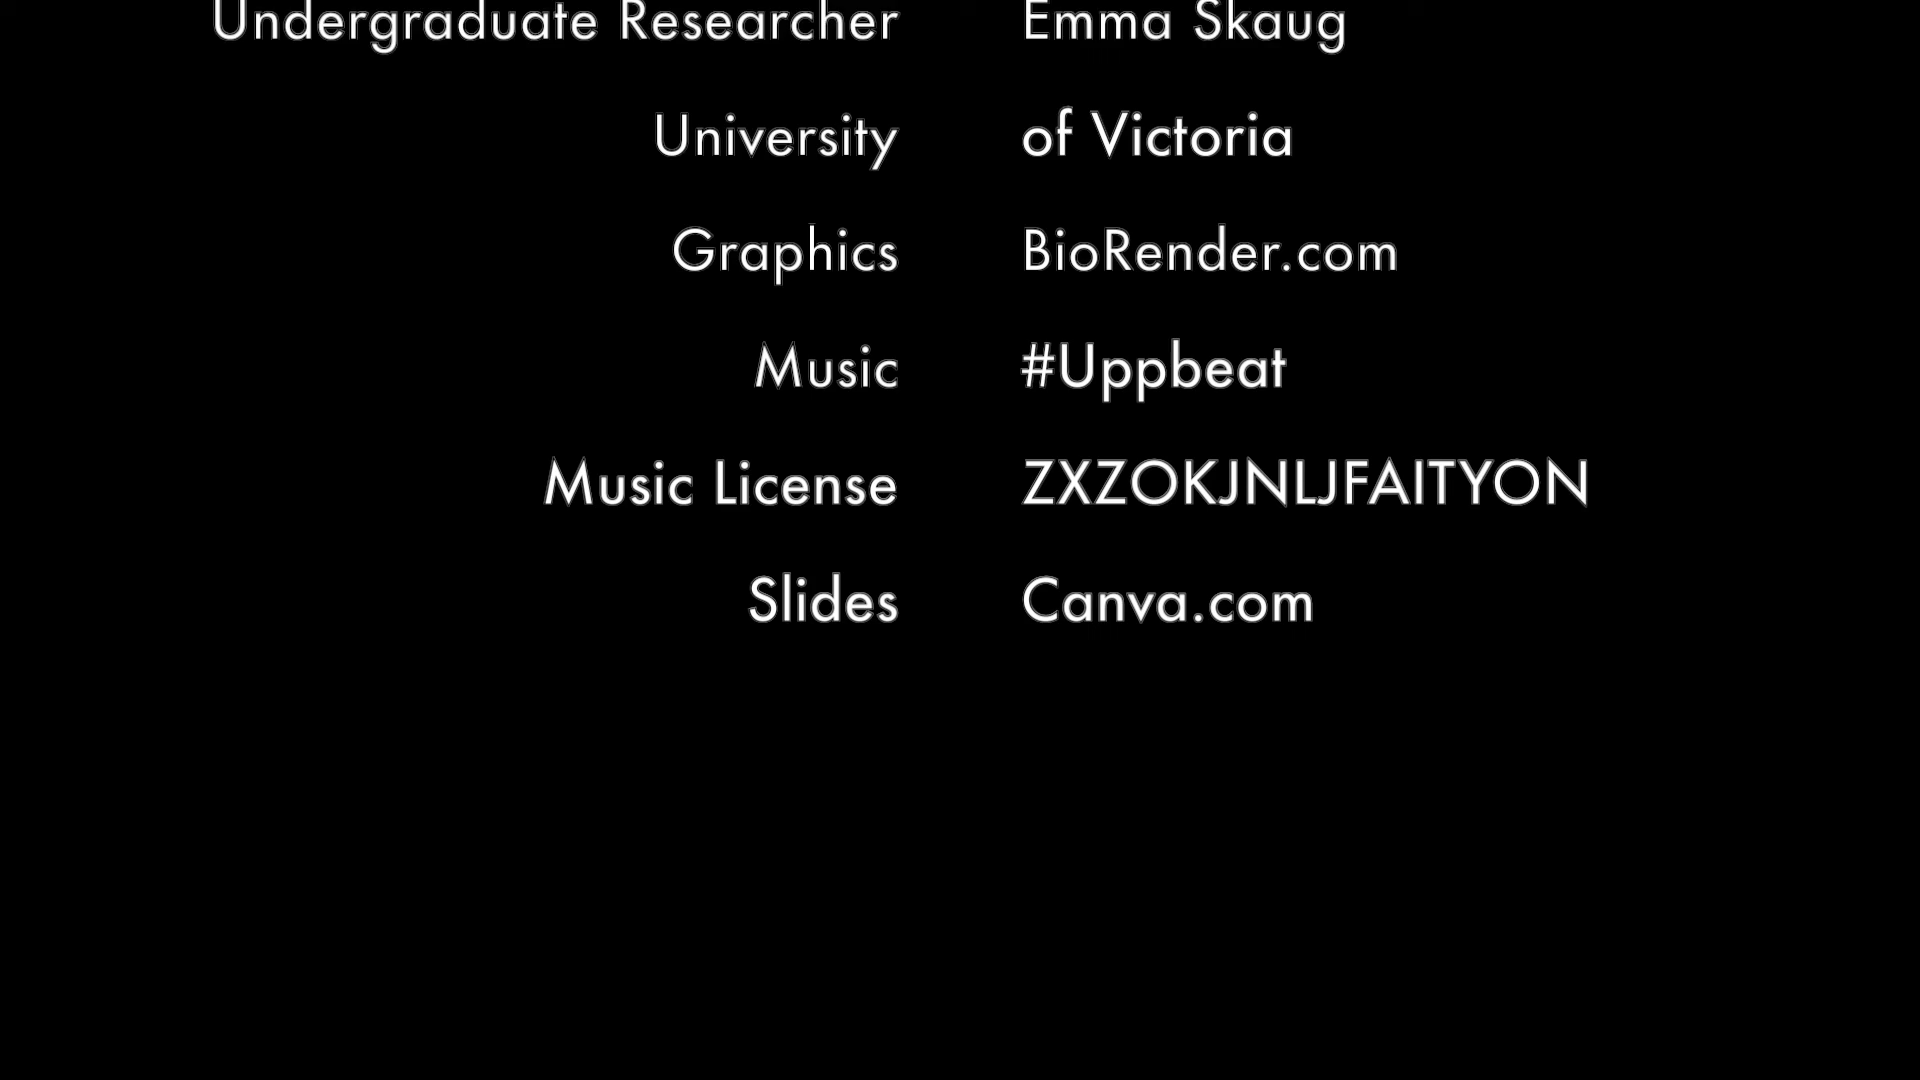 Undergraduate Researcher Emma Skaug
University of Victoria
Graphics BioRender.com
Music #Uppbeat
Music License ZXZOKJNLJFAITYON
Slides Canva.com